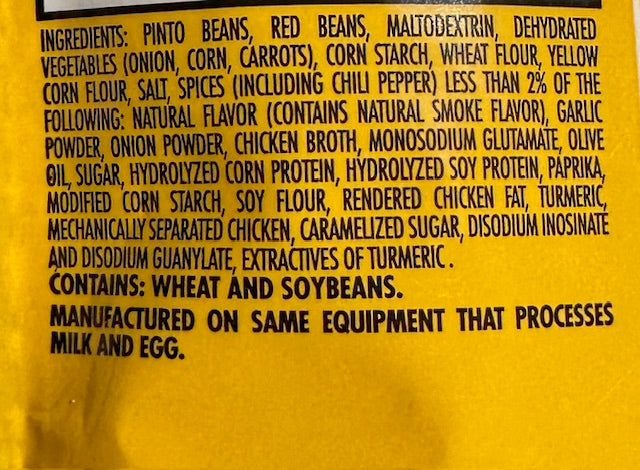 INGREDIENTS: PINTO BEANS, RED BEANS, MALTODEXTRIN, DEHYDRATED
VEGETABLES (ONION, CORN, CARROTS), CORN STARCH, WHEAT FLOUR, YELLOW
CORN FLOUR, SALT, SPICES (INCLUDING CHILI PEPPER) LESS THAN 2% OF THE
FOLLOWING: NATURAL FLAVOR (CONTAINS NATURAL SMOKE FLAVOR), GARLIC
POWDER, ONION POWDER, CHICKEN BROTH, MONOSODIUM GLUTAMATE, OLIVE
OIL, SUGAR, HYDROLYZED CORN PROTEIN, HYDROLYZED SOY PROTEIN, PAPRIKA,
MODIFIED CORN STARCH, SOY FLOUR, RENDERED CHICKEN FAT, TURMERIC,
MECHANICALLY SEPARATED CHICKEN, CARAMELIZED SUGAR, DISODIUM INOSINATE
AND DISODIUM GUANYLATE, EXTRACTIVES OF TURMERIC.
CONTAINS: WHEAT AND SOYBEANS.
MANUFACTURED ON SAME EQUIPMENT THAT PROCESSES
MILK AND EGG.